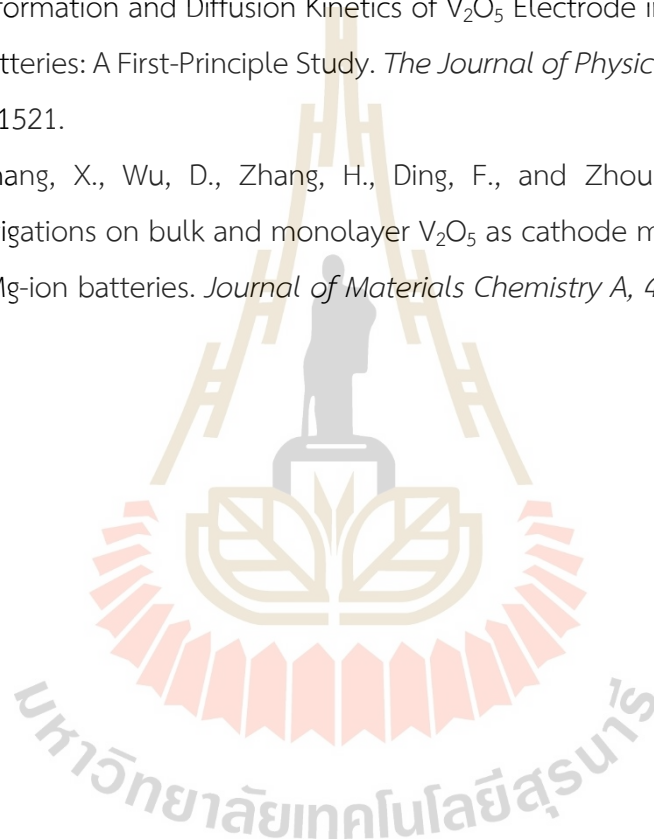 formation and Diffusion Kinetics of V₂O₅ Electrode i
tteries: A First-Principle Study. The Journal of Physic
1521.
ang, X., Wu, D., Zhang, H., Ding, F., and Zhou
igations on bulk and monolayer V₂O₅ as cathode m
Mg-ion batteries. Journal of Materials Chemistry A, 4
มหาวิทยาลัยเทคโนโลยีสุรนารี